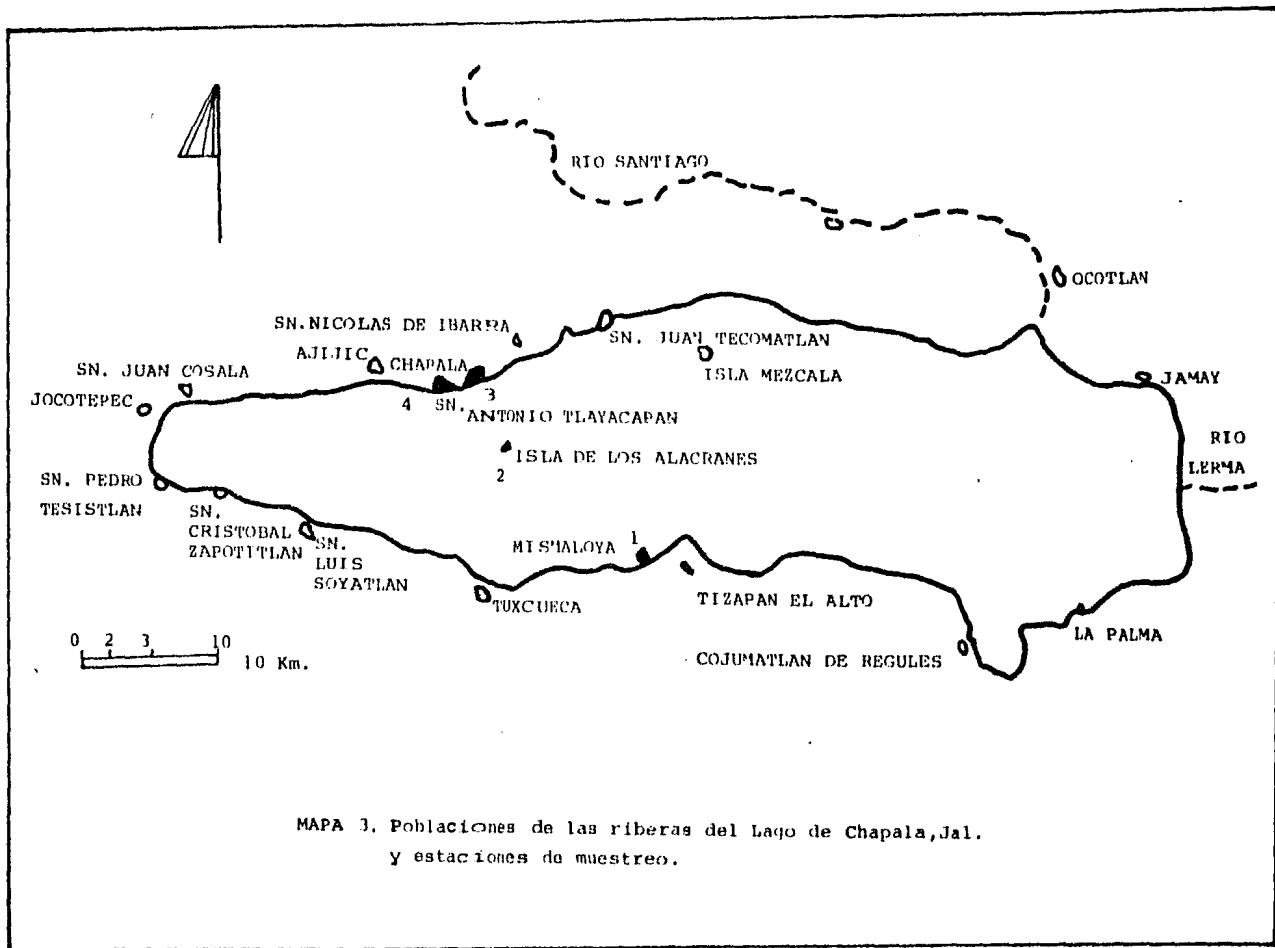 RIO SANTIAGO
OCOTLAN
SN.NICOLAS DE IBARRA
SN. JUAN TECOMATLAN
AJIJIC
CHAPALA
ISLA MEZCALA
SN. JUAN COSALA
JAMAY
JOCOTEPEC
3
4
SN.
ANTONIO TLAYACAPAN
RIO
LERMA
ISLA DE LOS ALACRANES
2
SN. PEDRO
TESISTLAN
SN.
CRISTOBAL
ZAPOTITLAN
SN.
LUIS
SOYATLAN
MISMALOYA
1
TUXCUECA
TIZAPAN EL ALTO
LA PALMA
COJUMATLAN DE REGULES
0 2 3 10
10 Km.
MAPA 3. Poblaciones de las riberas del Lago de Chapala,Jal.
y estaciones de muestreo.